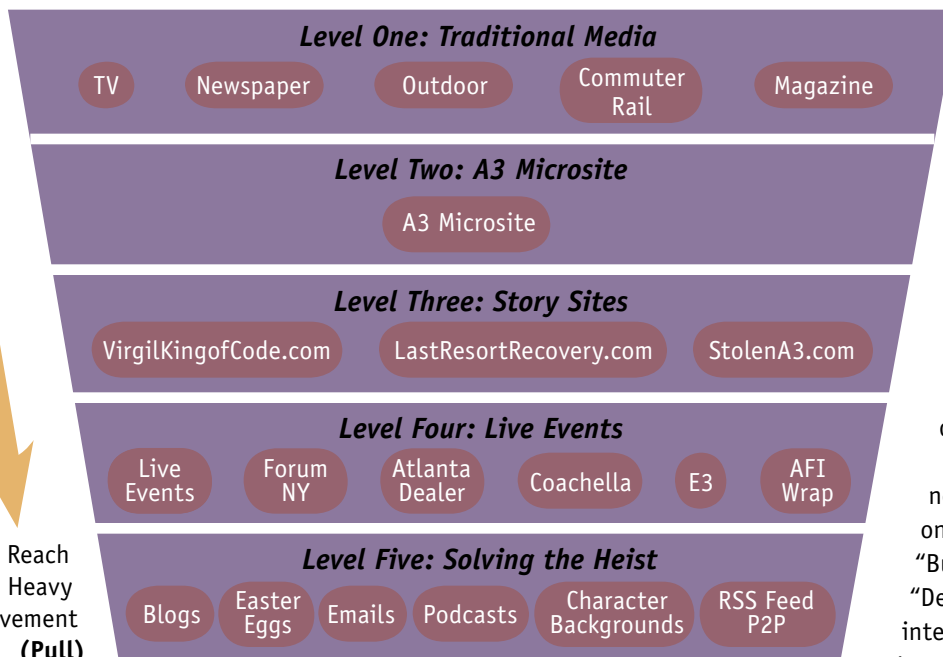 Level One: Traditional Media
TV
Newspaper
Outdoor
Commuter
Rail
Magazine
Level Two: A3 Microsite
A3 Microsite
Level Three: Story Sites
VirgilKingofCode.com
LastResortRecovery.com
StolenA3.com
Level Four: Live Events
Live
Events
Forum
NY
Atlanta
Dealer
Coachella
E3
AFI
Wrap
Level Five: Solving the Heist
Blogs
Easter
Eggs
Emails
Podcasts
Character
Backgrounds
RSS Feed
P2P
Reach
Heavy
vement
(Pull)